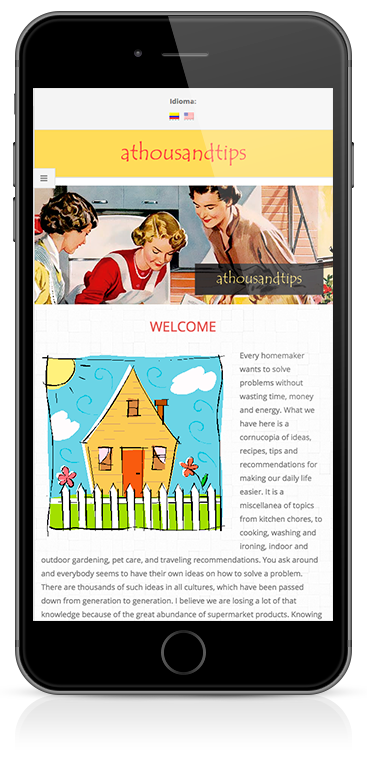 Idioma:
athousandtips
athousandtips
WELCOME
Every homemaker
wants to solve
problems without
wasting time, money
and energy. What we
have here is a
cornucopia of ideas,
recipes, tips and
recommendations for
making our daily life
easier. It is a
miscellanea of topics
from kitchen chores, to
cooking, washing and
ironing, indoor and
outdoor gardening, pet care, and traveling recommendations. You ask around
and everybody seems to have their own ideas on how to solve a problem.
There are thousands of such ideas in all cultures, which have been passed
down from generation to generation. I believe we are losing a lot of that
knowledge because of the great abundance of supermarket products. Knowing